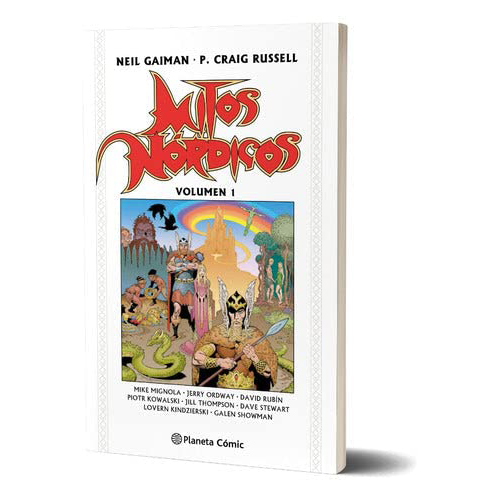 NEIL GAIMAN · P. CRAIG RUSSELL
MITOS
NÓRDICOS
VOLUMEN 1
MIKE MIGNOLA · JERRY ORDWAY · DAVID RUBÍN
PIOTR KOWALSKI · JILL THOMPSON · DAVE STEWART
LOVERN KINDZIERSKI · GALEN SHOWMAN
Planeta Cómic